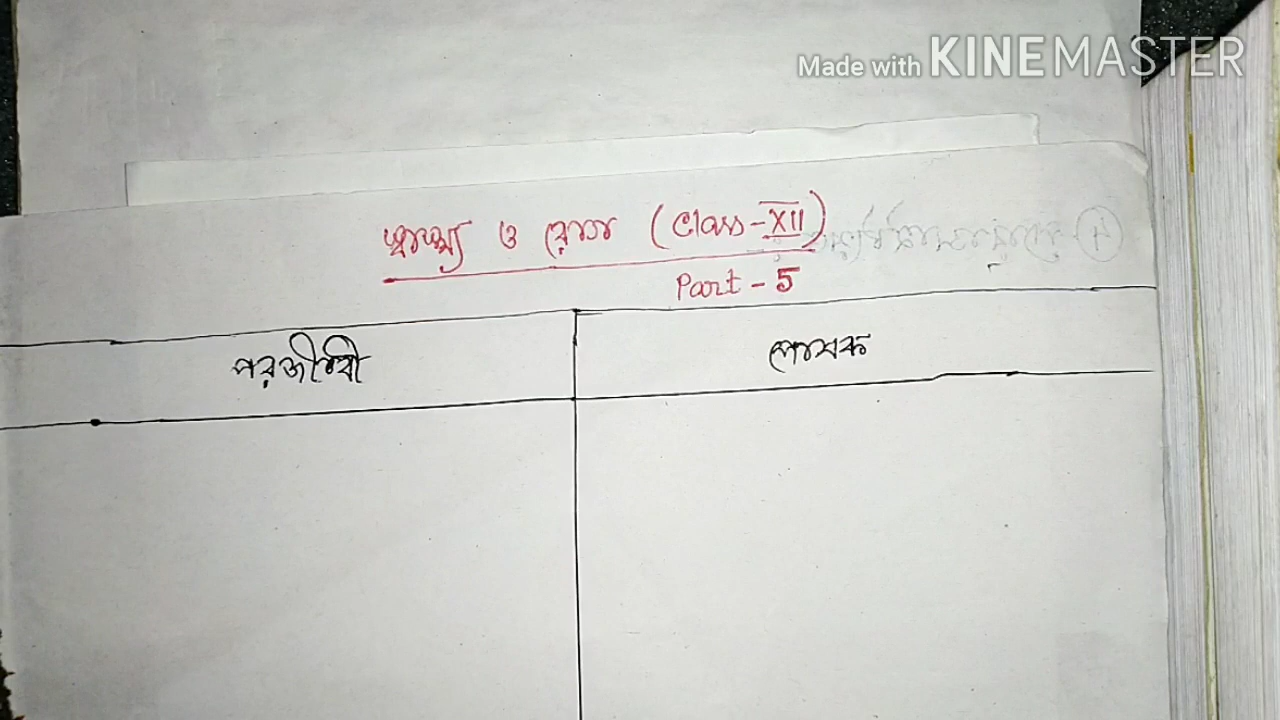 Made with KINEMASTER
স্বাস্থ্য ও রোগ (Class-XII)
Part - 5
পরজীবী
পোষক